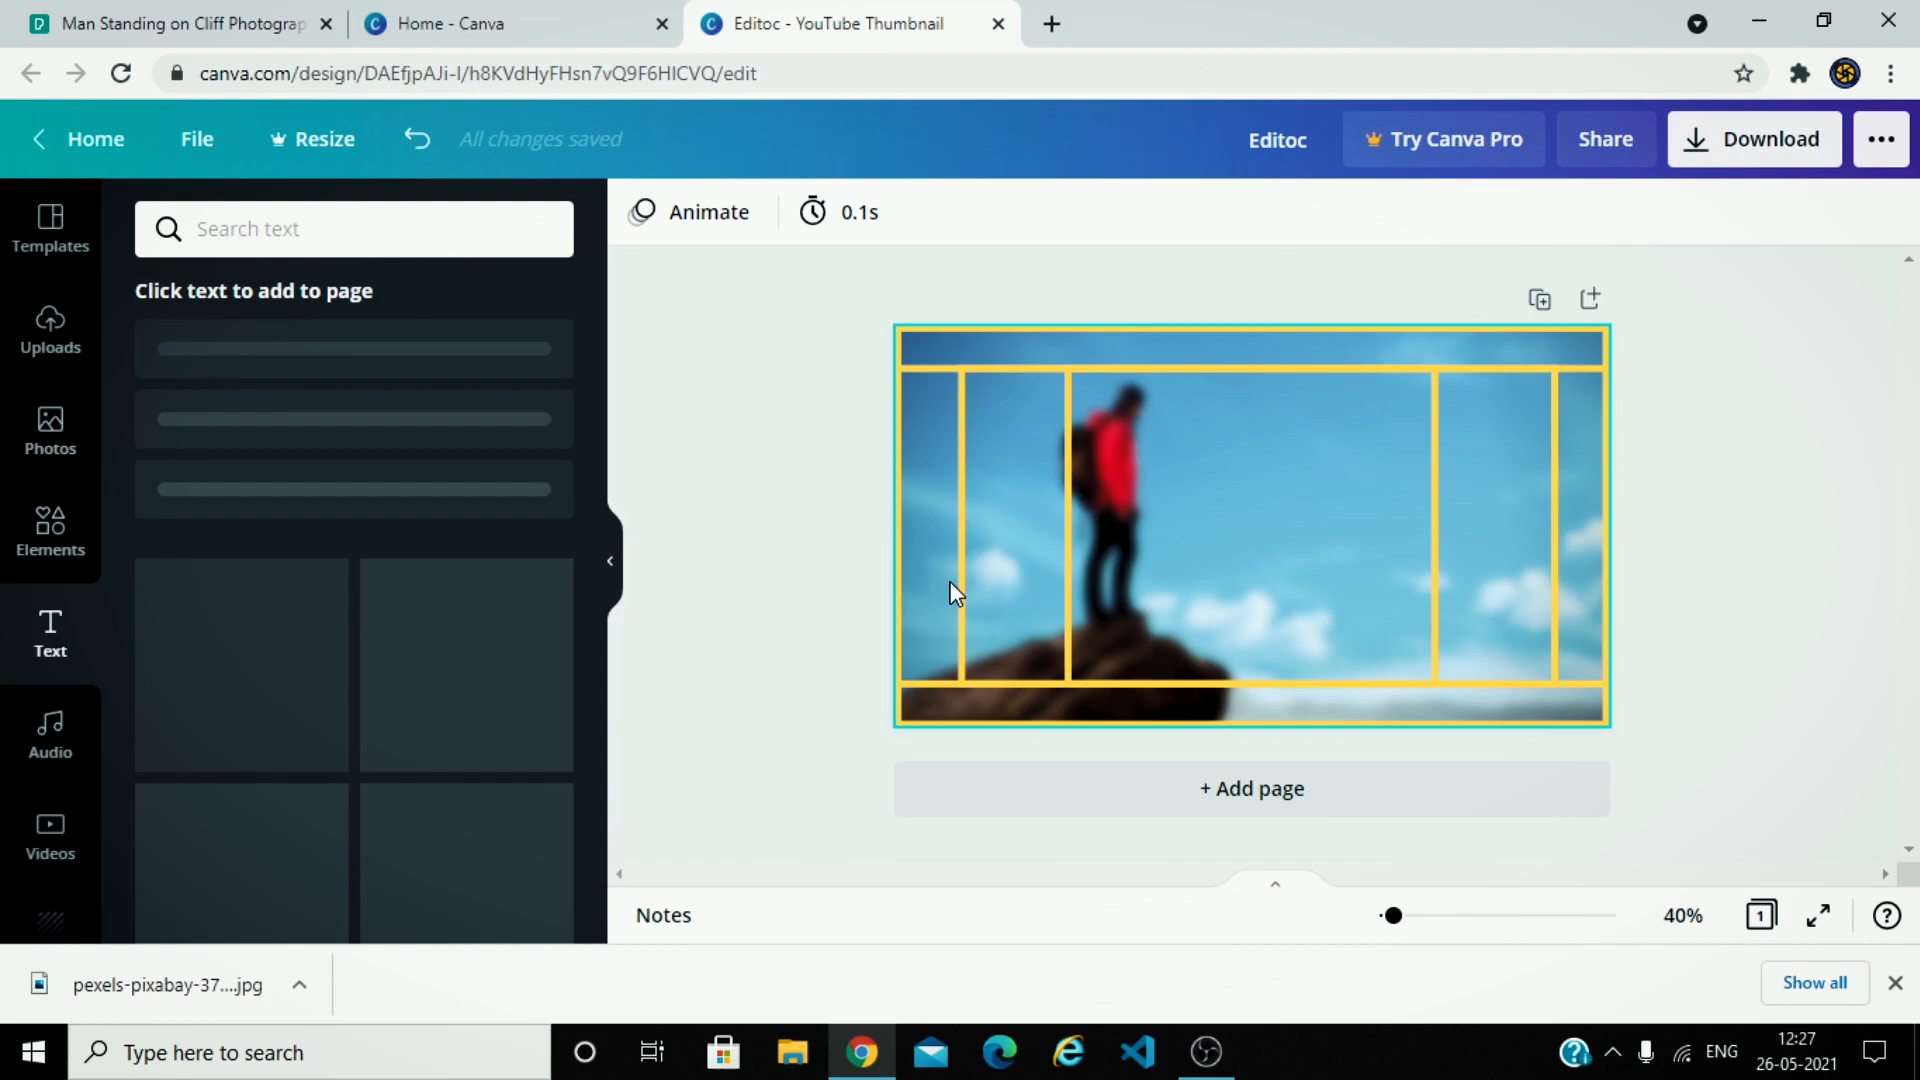 Man Standing on Cliff Photograp
Home - Canva
Editoc - YouTube Thumbnail
canva.com/design/DAEfjpAJi-I/h8KVdHyFHsn7vQ9F6HICVQ/edit
Home
File
Resize
All changes saved
Editoc
Try Canva Pro
Share
Download
Templates
Search text
Animate
0.1s
Click text to add to page
Uploads
Photos
Elements
Text
Audio
Videos
+ Add page
Notes
40%
1
pexels-pixabay-37....jpg
Show all
Type here to search
ENG
12:27
26-05-2021